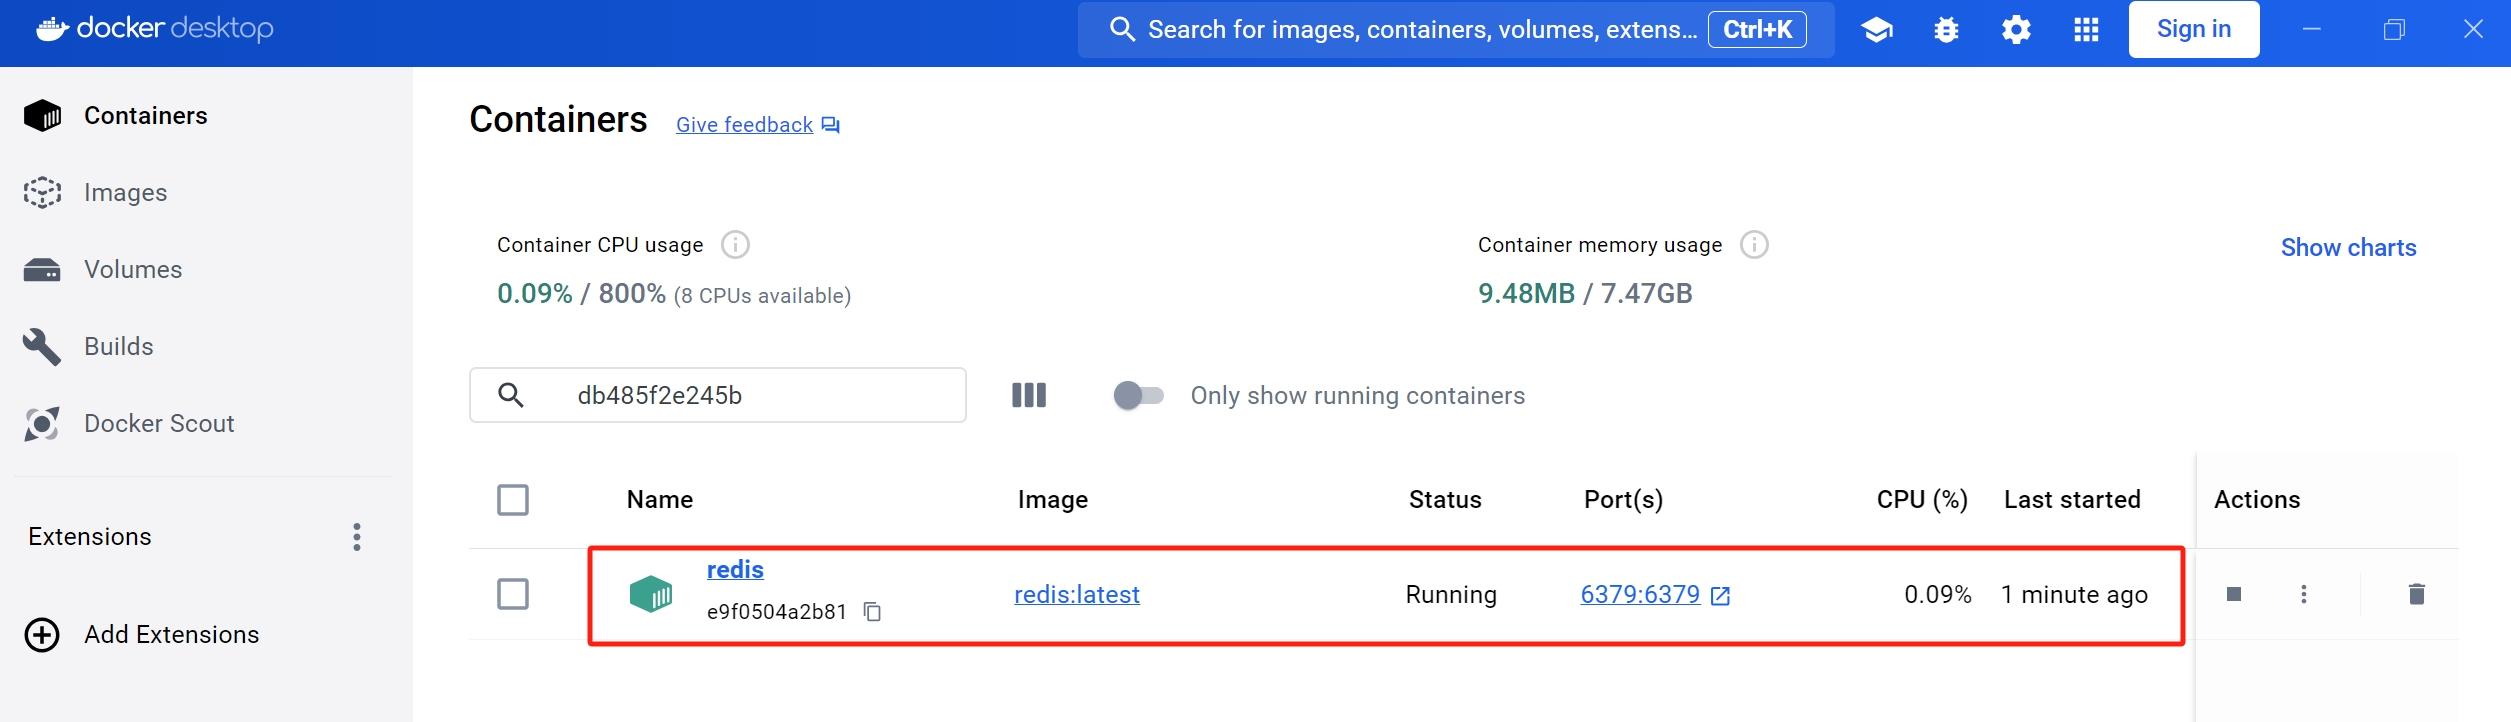 docker desktop
Search for images, containers, volumes, extens... Ctrl+K
Sign in
Containers
Images
Volumes
Builds
Docker Scout
Extensions
Add Extensions
Containers Give feedback
Container CPU usage
0.09% / 800% (8 CPUs available)
Container memory usage
9.48MB / 7.47GB
Show charts
db485f2e245b
Only show running containers
Name Image Status Port(s) CPU (%) Last started Actions
redis
e9f0504a2b81
redis:latest Running 6379:6379 0.09% 1 minute ago